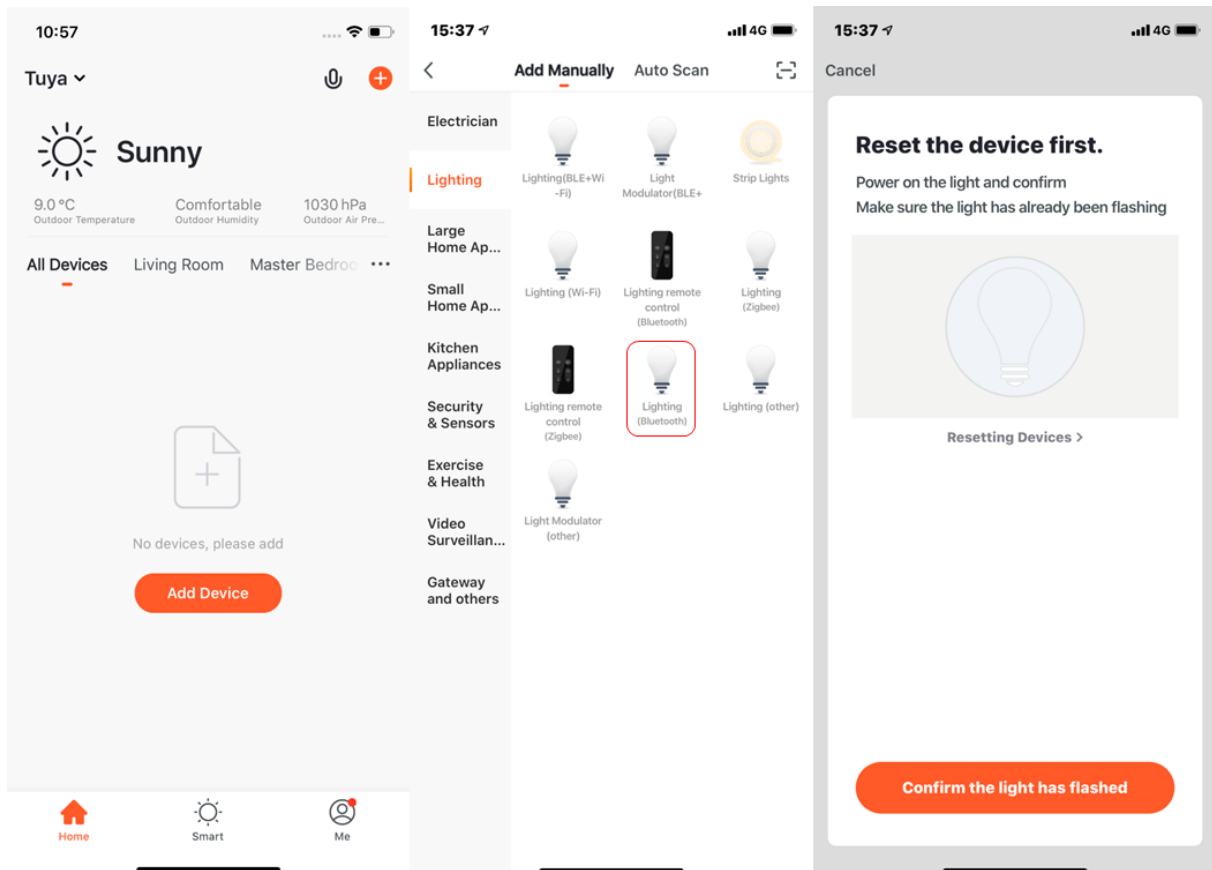 10:57
Tuya
Sunny
9.0 °C
Outdoor Temperature
Comfortable
Outdoor Humidity
1030 hPa
Outdoor Air Pre...
All Devices
Living Room
Master Bedroo
No devices, please add
Add Device
Home
Smart
Me
15:37
4G
Add Manually
Auto Scan
Electrician
Lighting
Large
Home Ap...
Small
Home Ap...
Kitchen
Appliances
Security
& Sensors
Exercise
& Health
Video
Surveillan...
Gateway
and others
Lighting(BLE+Wi
-Fi)
Light
Modulator(BLE+
Strip Lights
Lighting (Wi-Fi)
Lighting remote
control
(Bluetooth)
Lighting
(Zigbee)
Lighting remote
control
(Zigbee)
Lighting
(Bluetooth)
Lighting (other)
Light Modulator
(other)
15:37
4G
Cancel
Reset the device first.
Power on the light and confirm
Make sure the light has already been flashing
Resetting Devices >
Confirm the light has flashed